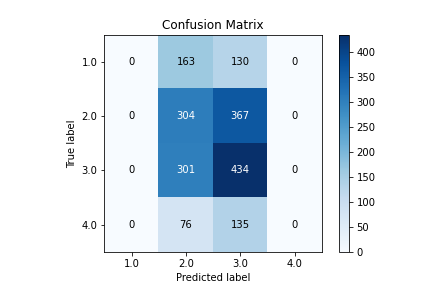 Confusion Matrix
True label
1.0 0 163 130 0
2.0 0 304 367 0
3.0 0 301 434 0
4.0 0 76 135 0
1.0 2.0 3.0 4.0
Predicted label
400
350
300
250
200
150
100
50
0